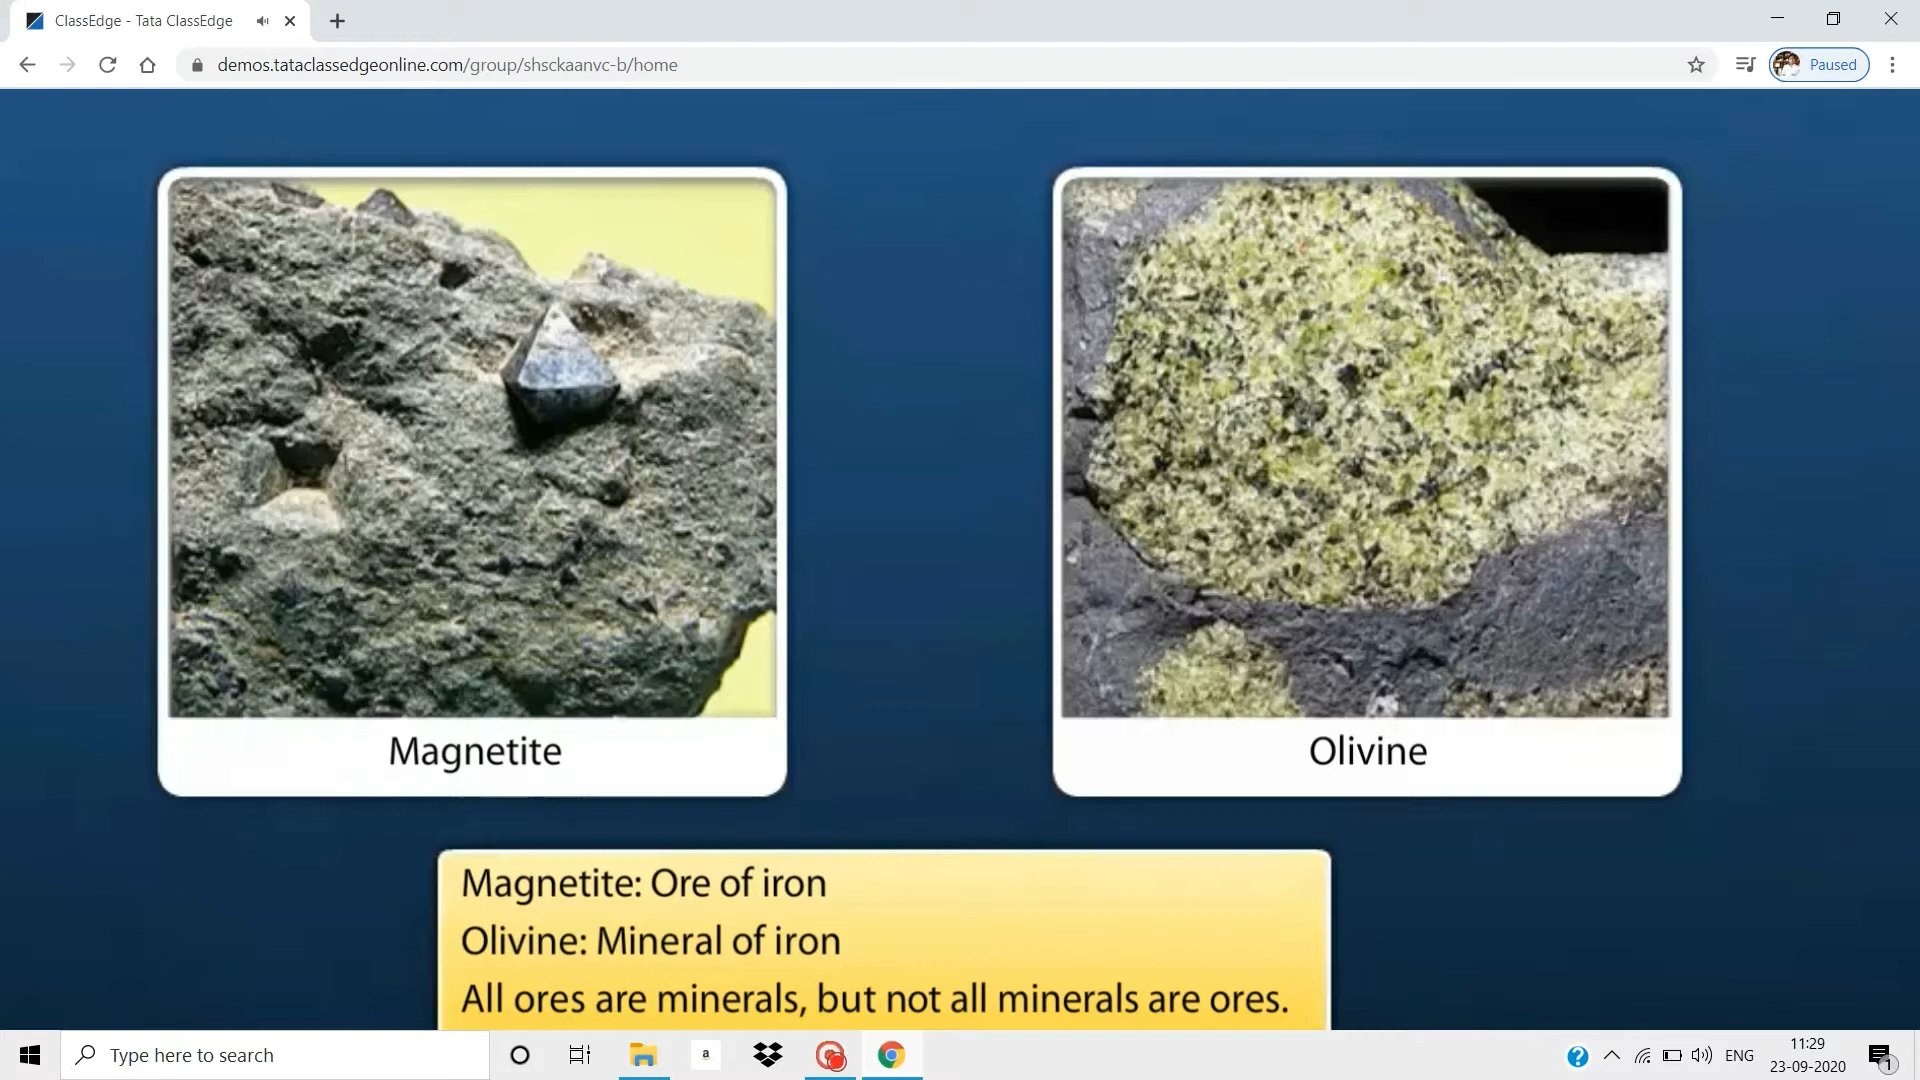 ClassEdge - Tata ClassEdge
demos.tataclassedgeonline.com/group/shsckaanvc-b/home
Paused
Magnetite
Olivine
Magnetite: Ore of iron
Olivine: Mineral of iron
All ores are minerals, but not all minerals are ores.
Type here to search
a
ENG
11:29
23-09-2020
1